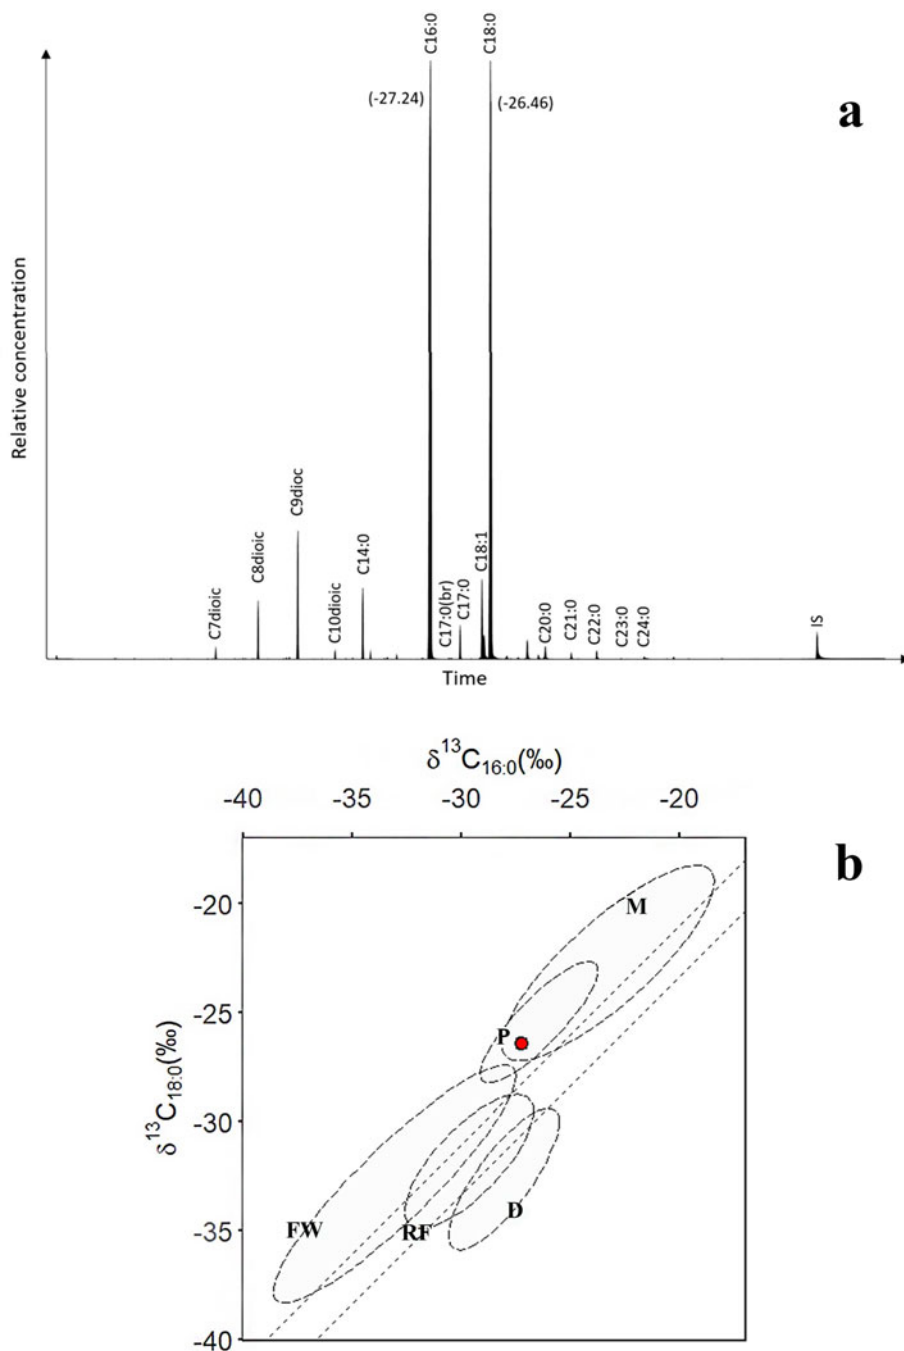 a
C16:0
C18:0
(-27.24)
(-26.46)
Relative concentration
C7dioic
C8dioic
C9dioc
C10dioic
C14:0
C17:0(br)
C17:0
C18:1
C20:0
C21:0
C22:0
C23:0
C24:0
IS
Time
δ¹³C₁₆:₀(‰)
-40 -35 -30 -25 -20
b
δ¹³C₁₈:₀(‰)
-20
-25
-30
-35
-40
M
P
FW
RF
D